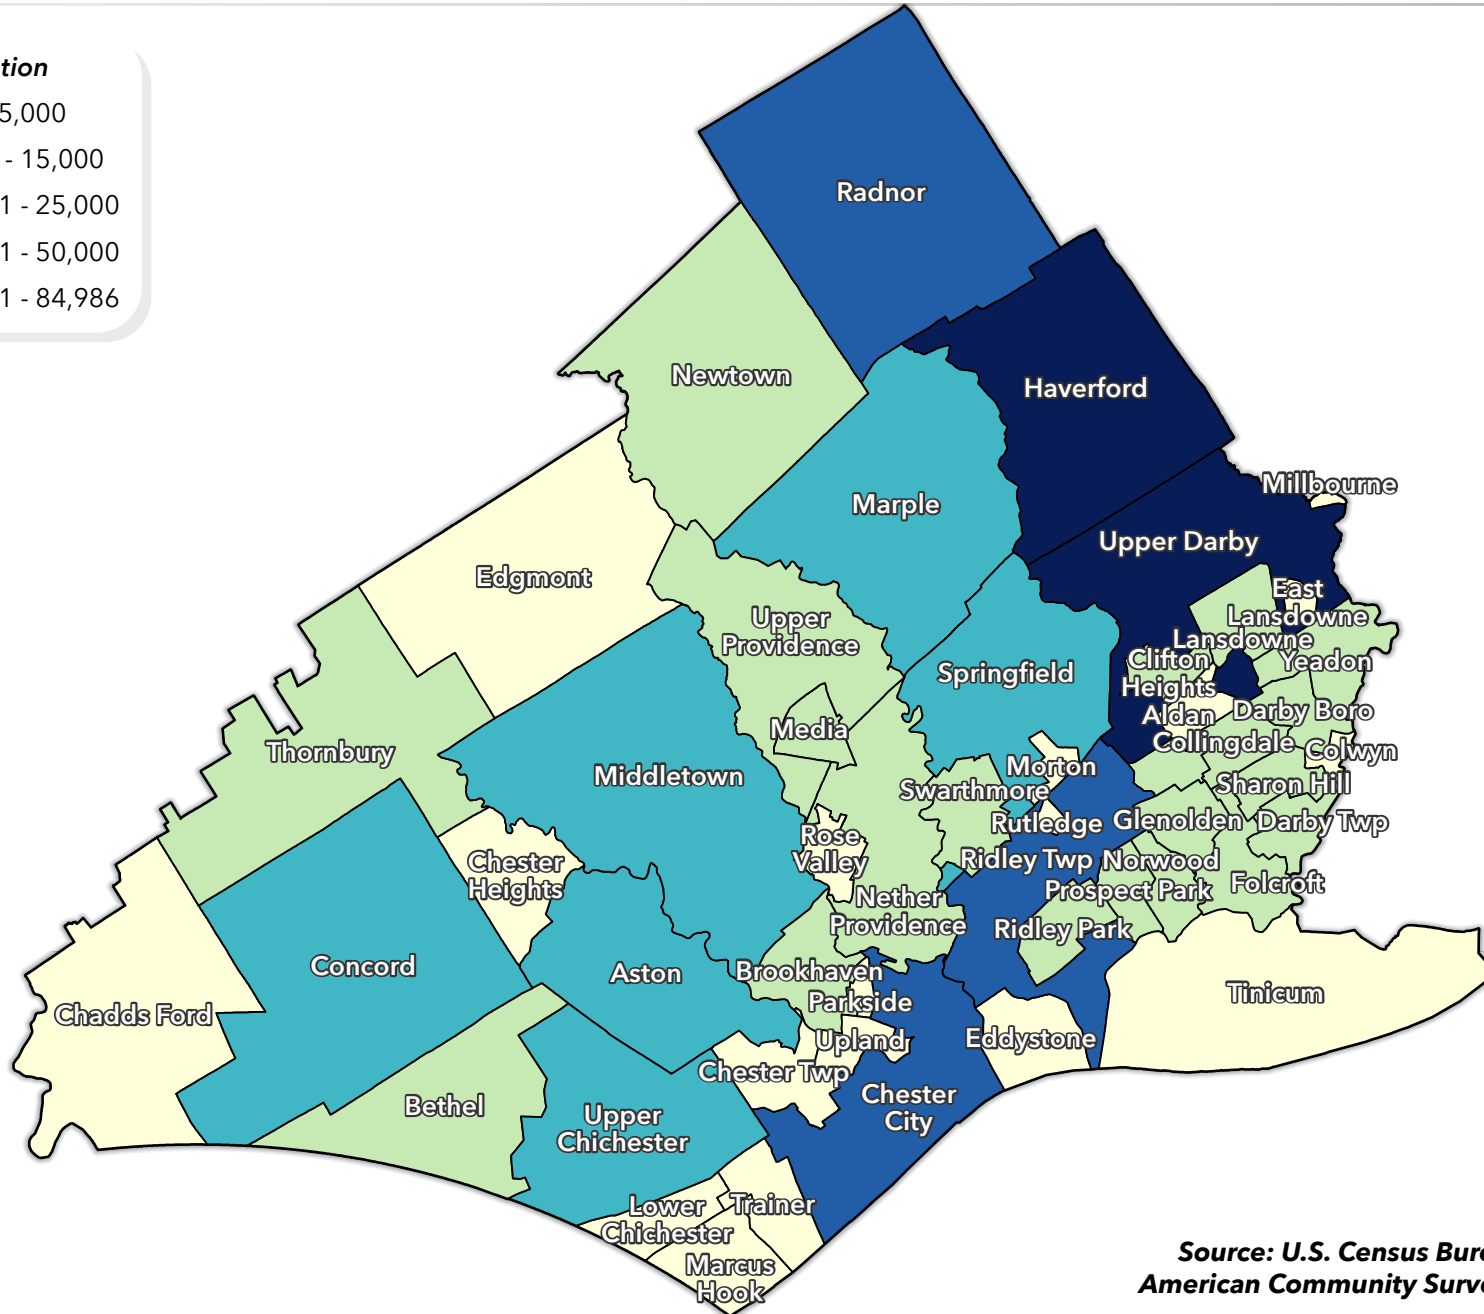 tion
5,000
- 15,000
1 - 25,000
1 - 50,000
1 - 84,986
Radnor
Newtown
Haverford
Marple
Millbourne
Upper Darby
Edgmont
East
Lansdowne
Upper
Providence
Lansdowne
Clifton
Heights
Yeadon
Springfield
Aldan
Darby Boro
Media
Collingdale
Colwyn
Thornbury
Middletown
Morton
Swarthmore
Sharon Hill
Rutledge
Glenolden
Darby Twp
Rose
Valley
Chester
Heights
Ridley Twp
Norwood
Prospect Park
Folcroft
Nether
Providence
Ridley Park
Concord
Aston
Brookhaven
Parkside
Tinicum
Chadds Ford
Upland
Eddystone
Chester Twp
Chester
City
Bethel
Upper
Chichester
Lower
Chichester
Trainer
Marcus
Hook
Source: U.S. Census Bure
American Community Surve